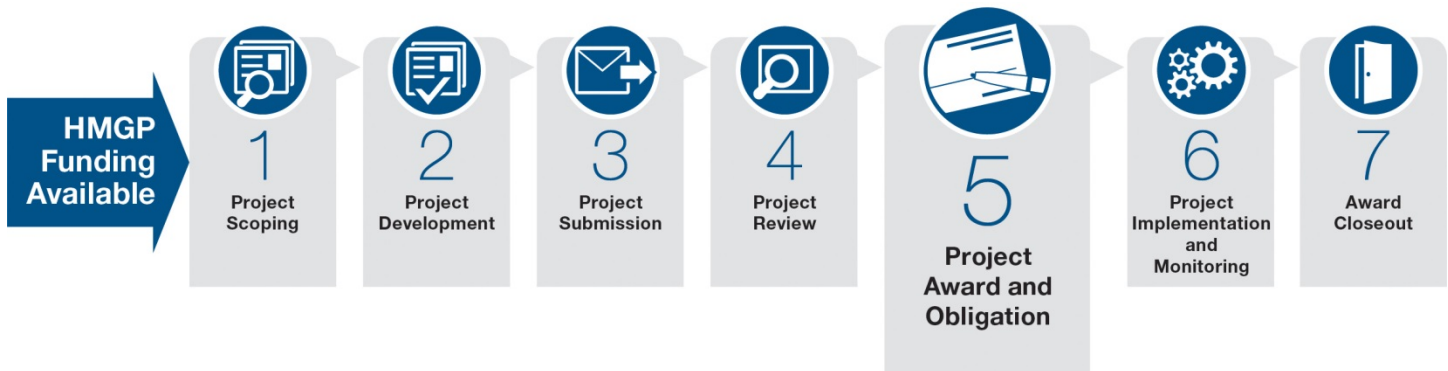 HMGP
Funding
Available
1
Project
Scoping
2
Project
Development
3
Project
Submission
4
Project
Review
5
Project
Award and
Obligation
6
Project
Implementation
and
Monitoring
7
Award
Closeout